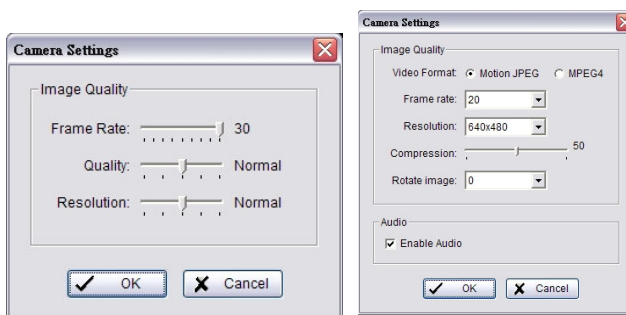 Camera Settings
Image Quality
Frame Rate: 30
Quality: Normal
Resolution: Normal
OK Cancel
Camera Settings
Image Quality
Video Format: Motion JPEG MPEG4
Frame rate: 20
Resolution: 640x480
Compression: 50
Rotate image: 0
Audio
Enable Audio
OK Cancel